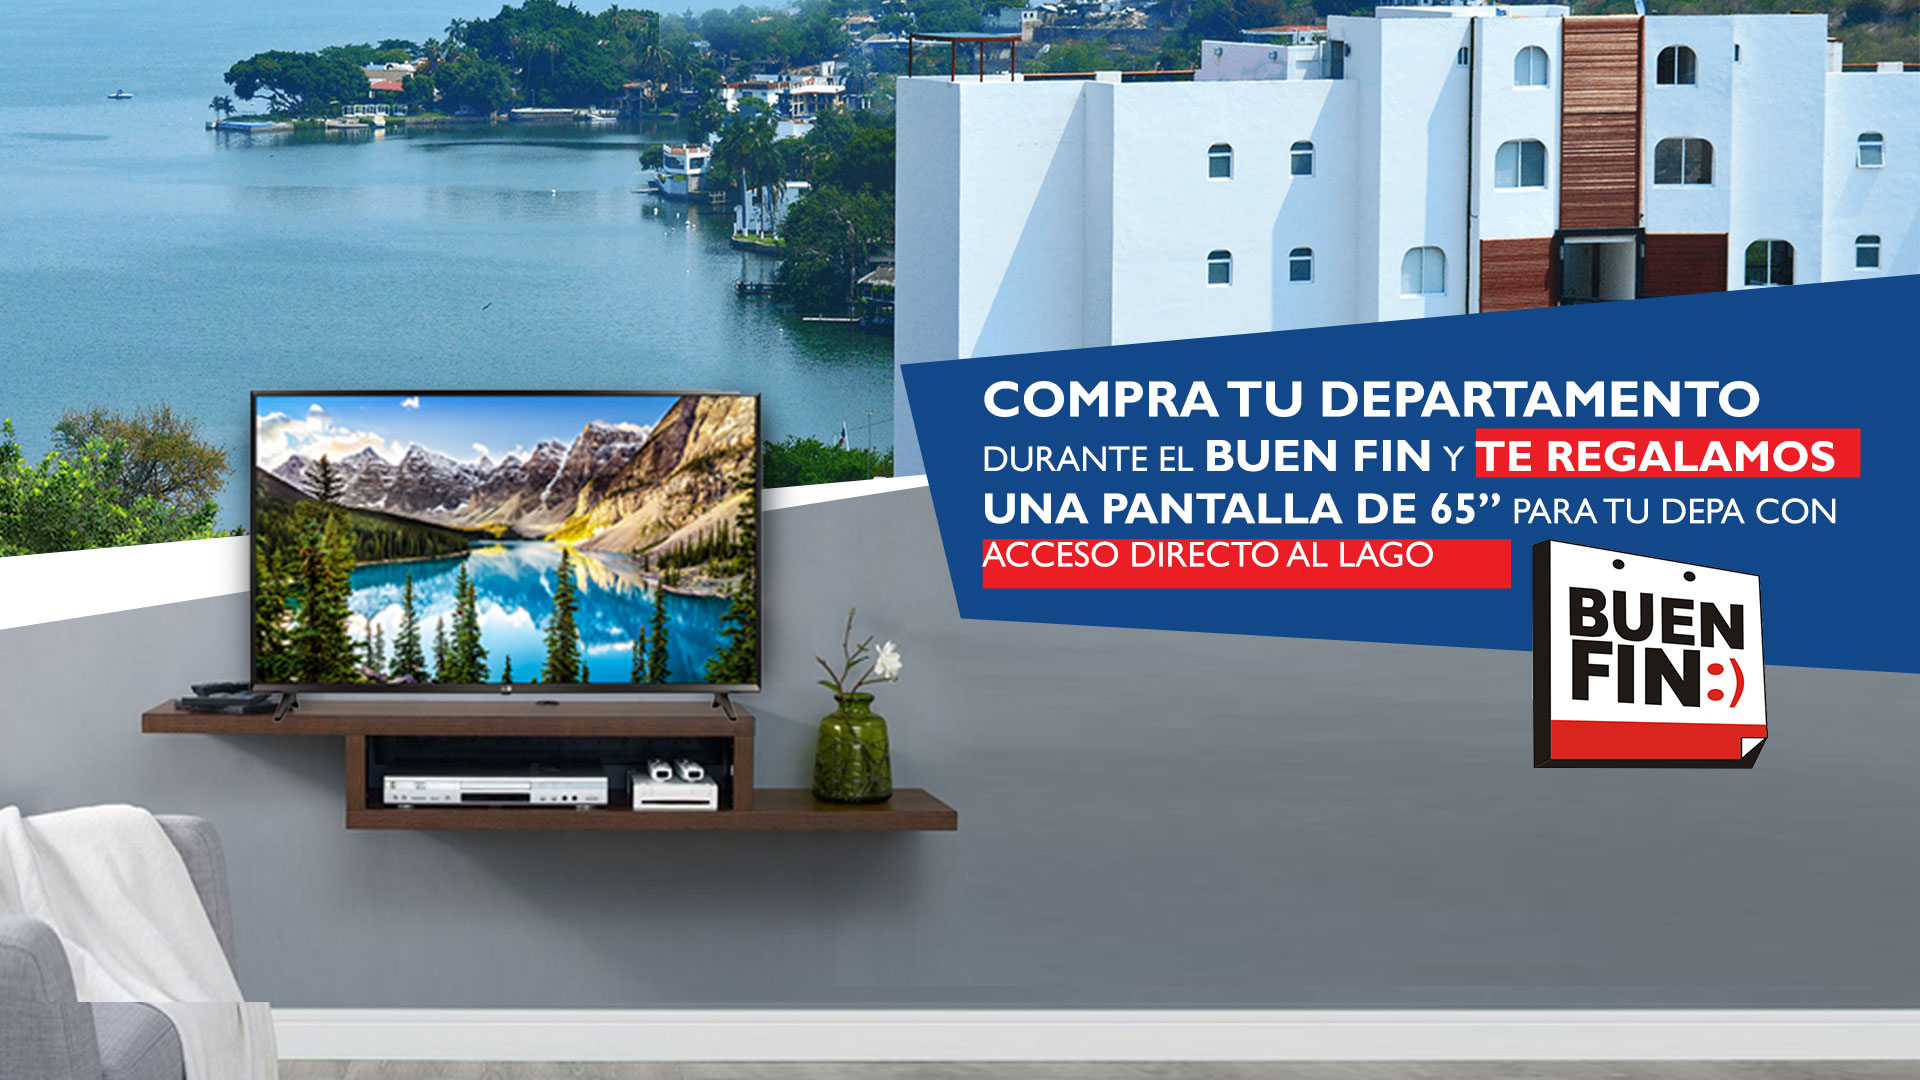 COMPRA TU DEPARTAMENTO
DURANTE EL BUEN FIN Y TE REGALAMOS
UNA PANTALLA DE 65” PARA TU DEPA CON
ACCESO DIRECTO AL LAGO
BUEN
FIN:)